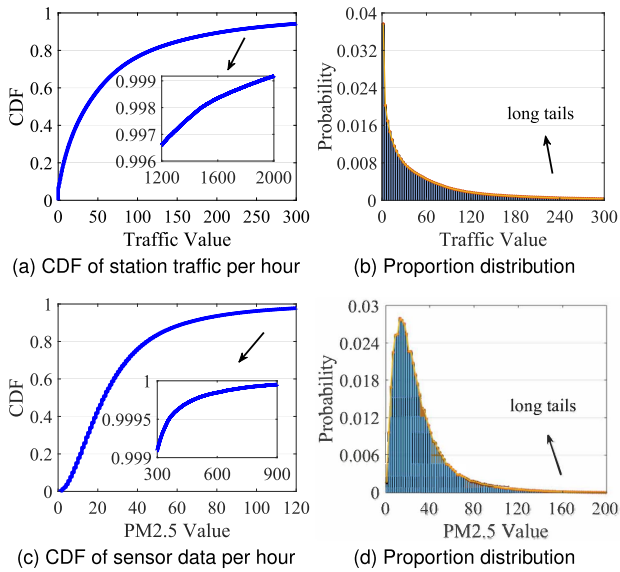 1
0.8
0.6
0.4
0.2
0
CDF
0.999
0.998
0.997
0.996
1200 1600 2000
0 50 100 150 200 250 300
Traffic Value
(a) CDF of station traffic per hour
0.04
0.032
0.024
0.016
0.008
0
Probability
long tails
0 60 120 180 240 300
Traffic Value
(b) Proportion distribution
1
0.8
0.6
0.4
0.2
0
CDF
1
0.9995
0.999
300 600 900
0 20 40 60 80 100 120
PM2.5 Value
(c) CDF of sensor data per hour
0.03
0.024
0.018
0.012
0.006
0
Probability
long tails
0 40 80 120 160 200
PM2.5 Value
(d) Proportion distribution